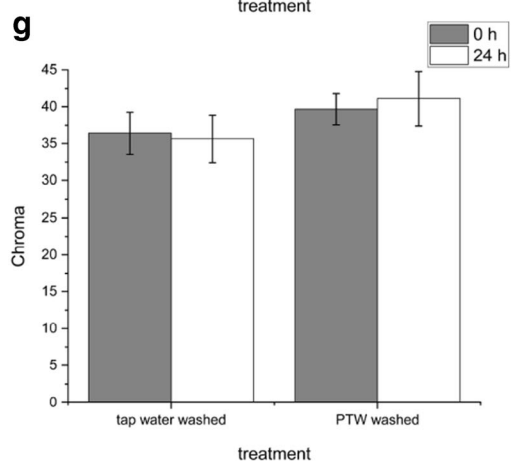 treatment
g
0 h
24 h
45
40
35
30
25
20
15
10
5
0
Chroma
tap water washed
PTW washed
treatment